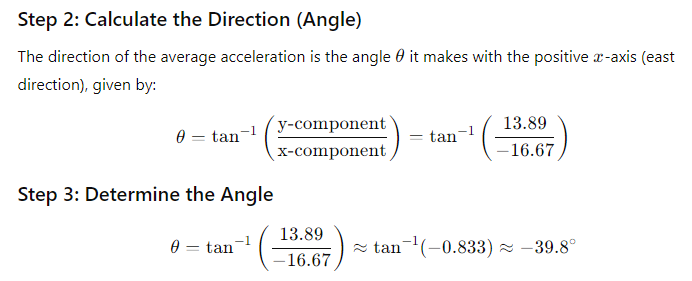 Step 2: Calculate the Direction (Angle)
The direction of the average acceleration is the angle θ it makes with the positive x-axis (east
direction), given by:
θ = tan⁻¹ (y-component / x-component) = tan⁻¹ (13.89 / −16.67)
Step 3: Determine the Angle
θ = tan⁻¹ (13.89 / −16.67) ≈ tan⁻¹(−0.833) ≈ −39.8°